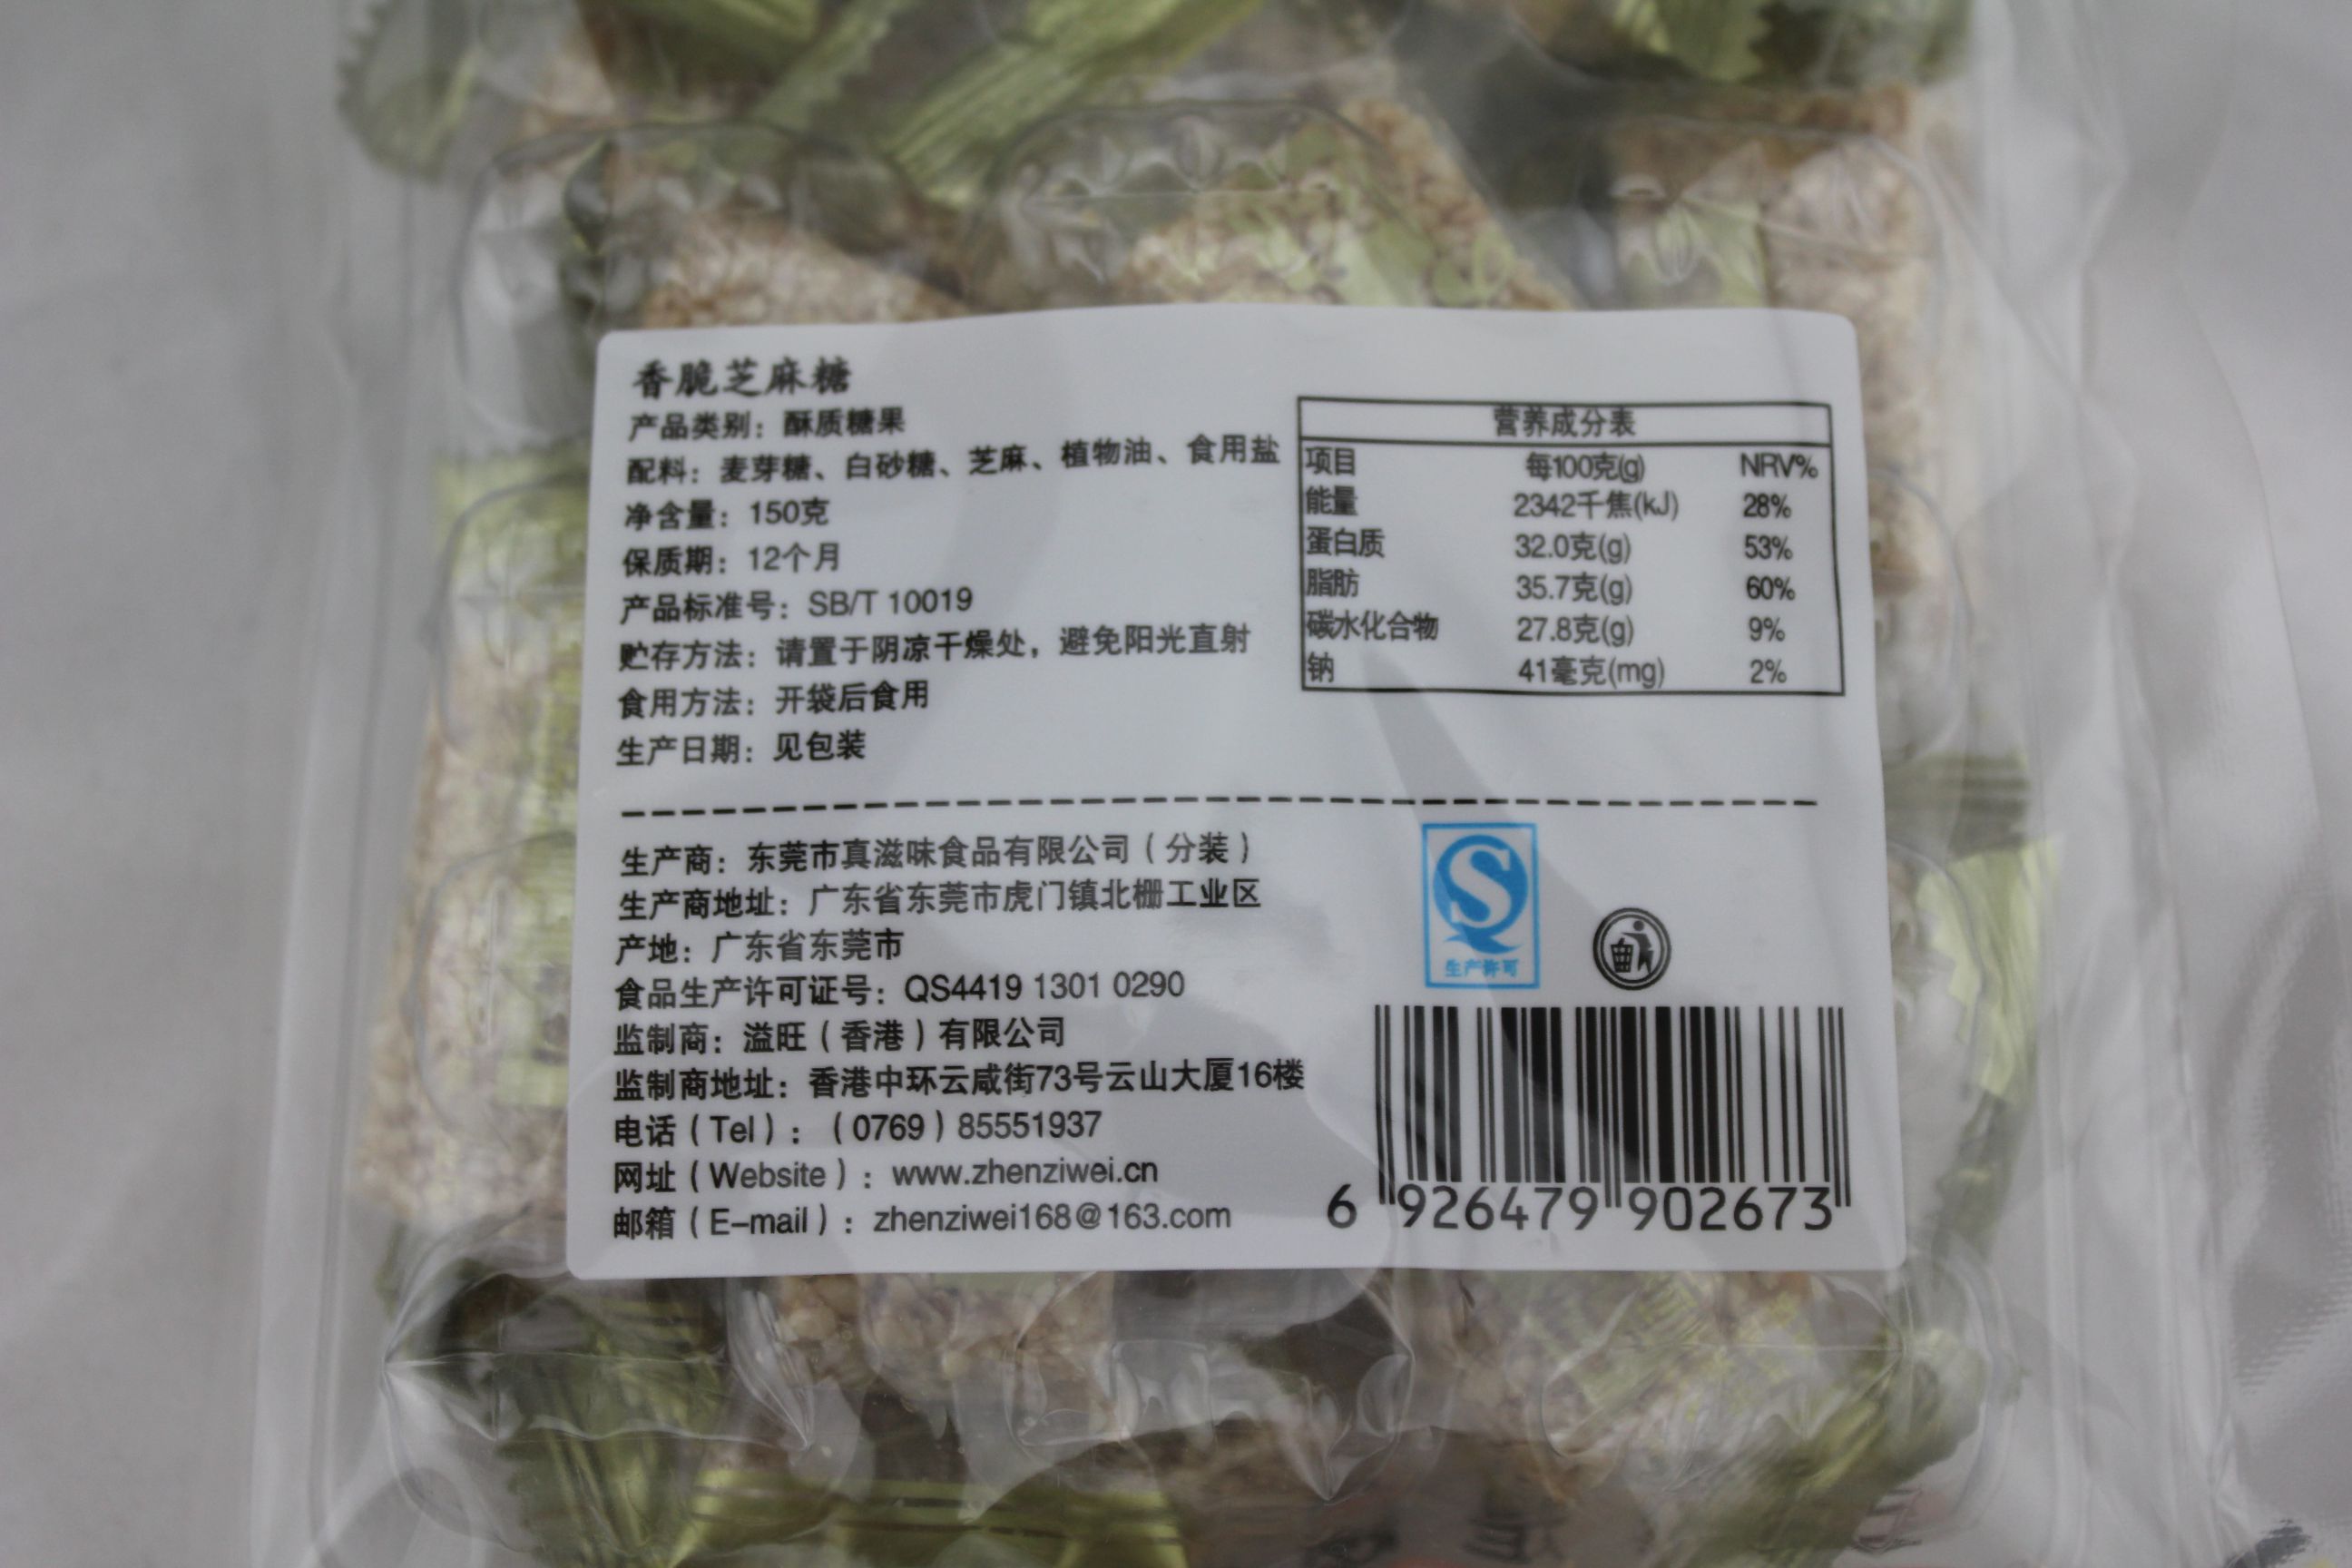 香脆芝麻糖
产品类别：酥质糖果
配料：麦芽糖、白砂糖、芝麻、植物油、食用盐
净含量：150克
保质期：12个月
产品标准号：SB/T 10019
贮存方法：请置于阴凉干燥处，避免阳光直射
食用方法：开袋后食用
生产日期：见包装
营养成分表
项目 每100克(g) NRV%
能量 2342千焦(kJ) 28%
蛋白质 32.0克(g) 53%
脂肪 35.7克(g) 60%
碳水化合物 27.8克(g) 9%
钠 41毫克(mg) 2%
生产商：东莞市真滋味食品有限公司（分装）
生产商地址：广东省东莞市虎门镇北栅工业区
产地：广东省东莞市
食品生产许可证号：QS4419 1301 0290
监制商：溢旺（香港）有限公司
监制商地址：香港中环云咸街73号云山大厦16楼
电话（Tel）：（0769）85551937
网址（Website）：www.zhenziwei.cn
邮箱（E-mail）：zhenziwei168@163.com
生产许可
6 926479 902673